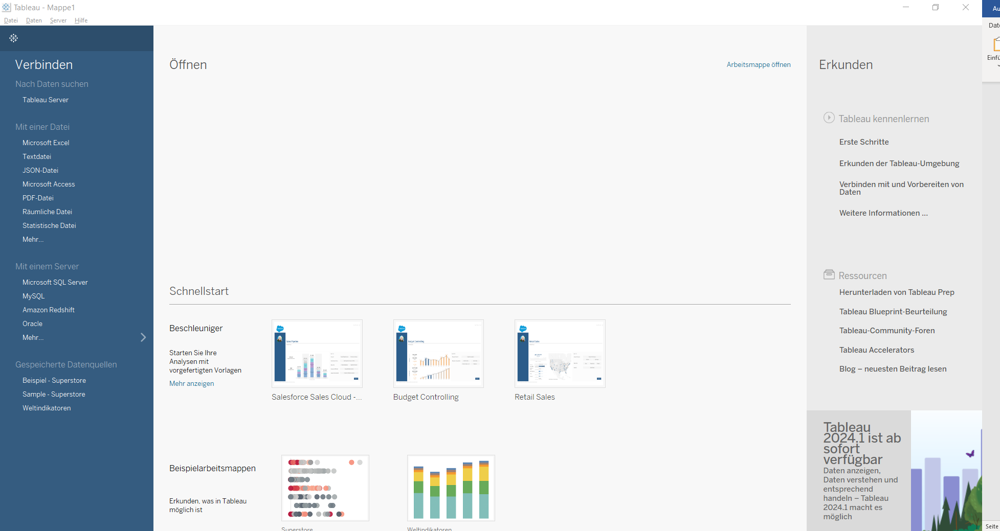 Tableau - Mappe1
Datei Daten Server Hilfe
Verbinden
Nach Daten suchen
Tableau Server
Mit einer Datei
Microsoft Excel
Textdatei
JSON-Datei
Microsoft Access
PDF-Datei
Räumliche Datei
Statistische Datei
Mehr...
Mit einem Server
Microsoft SQL Server
MySQL
Amazon Redshift
Oracle
Mehr...
Gespeicherte Datenquellen
Beispiel - Superstore
Sample - Superstore
Weltindikatoren
Öffnen
Arbeitsmappe öffnen
Schnellstart
Beschleuniger
Starten Sie Ihre
Analysen mit
vorgefertigten Vorlagen
Mehr anzeigen
Sales Pipeline
Salesforce Sales Cloud -...
Budget Controlling
Budget Controlling
Retail Sales
Retail Sales
Beispielarbeitsmappen
Erkunden, was in Tableau
möglich ist
Superstore
Weltindikatoren
Erkunden
Tableau kennenlernen
Erste Schritte
Erkunden der Tableau-Umgebung
Verbinden mit und Vorbereiten von
Daten
Weitere Informationen ...
Ressourcen
Herunterladen von Tableau Prep
Tableau Blueprint-Beurteilung
Tableau-Community-Foren
Tableau Accelerators
Blog – neuesten Beitrag lesen
Tableau
2024.1 ist ab
sofort
verfügbar
Daten anzeigen,
Daten verstehen und
entsprechend
handeln – Tableau
2024.1 macht es
möglich
Au
Date
Einfü
Seite